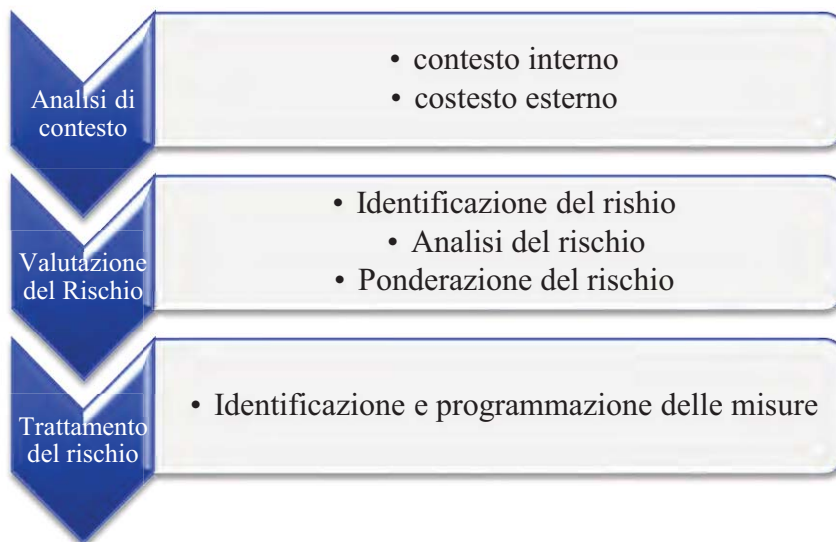 Analisi di
contesto
• contesto interno
• costesto esterno
Valutazione
del Rischio
• Identificazione del rishio
• Analisi del rischio
• Ponderazione del rischio
Trattamento
del rischio
• Identificazione e programmazione delle misure